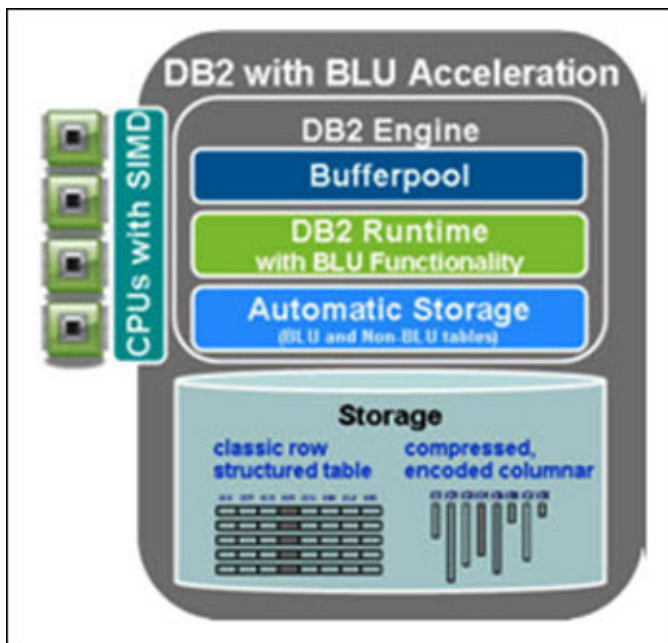 DB2 with BLU Acceleration
CPUs with SIMD
DB2 Engine
Bufferpool
DB2 Runtime
with BLU Functionality
Automatic Storage
(BLU and Non-BLU tables)
Storage
classic row
structured table
compressed,
encoded columnar